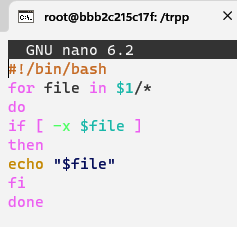 root@bbb2c215c17f: /trpp
GNU nano 6.2
#!/bin/bash
for file in $1/*
do
if [ -x $file ]
then
echo "$file"
fi
done